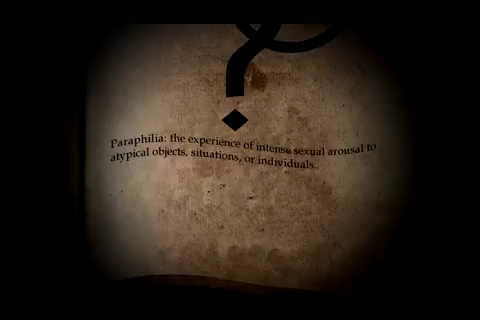 Paraphilia: the experience of intense sexual arousal to
atypical objects, situations, or individuals..